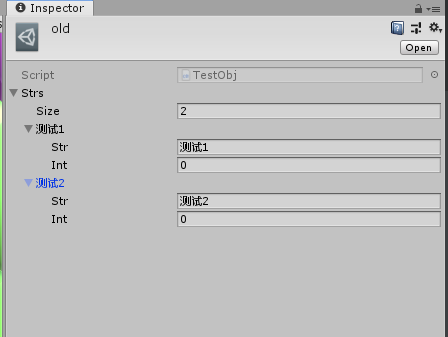 Inspector
old
Open
Script TestObj
Strs
Size 2
测试1
Str 测试1
Int 0
测试2
Str 测试2
Int 0